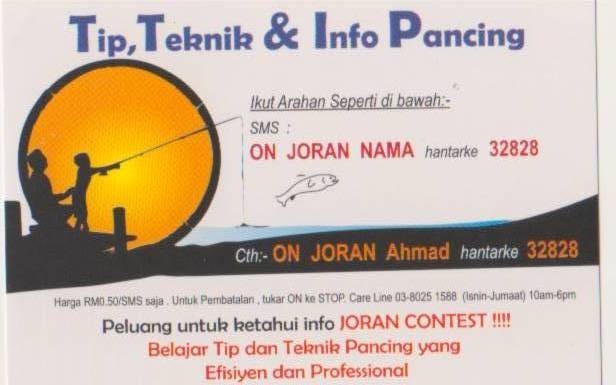 Tip,Teknik & Info Pancing
Ikut Arahan Seperti di bawah:-
SMS :
ON JORAN NAMA hantarke 32828
Cth:- ON JORAN Ahmad hantarke 32828
Harga RM0.50/SMS saja . Untuk Pembatalan , tukar ON ke STOP. Care Line 03-8025 1588 (Isnin-Jumaat) 10am-6pm
Peluang untuk ketahui info JORAN CONTEST !!!!
Belajar Tip dan Teknik Pancing yang
Efisiyen dan Professional